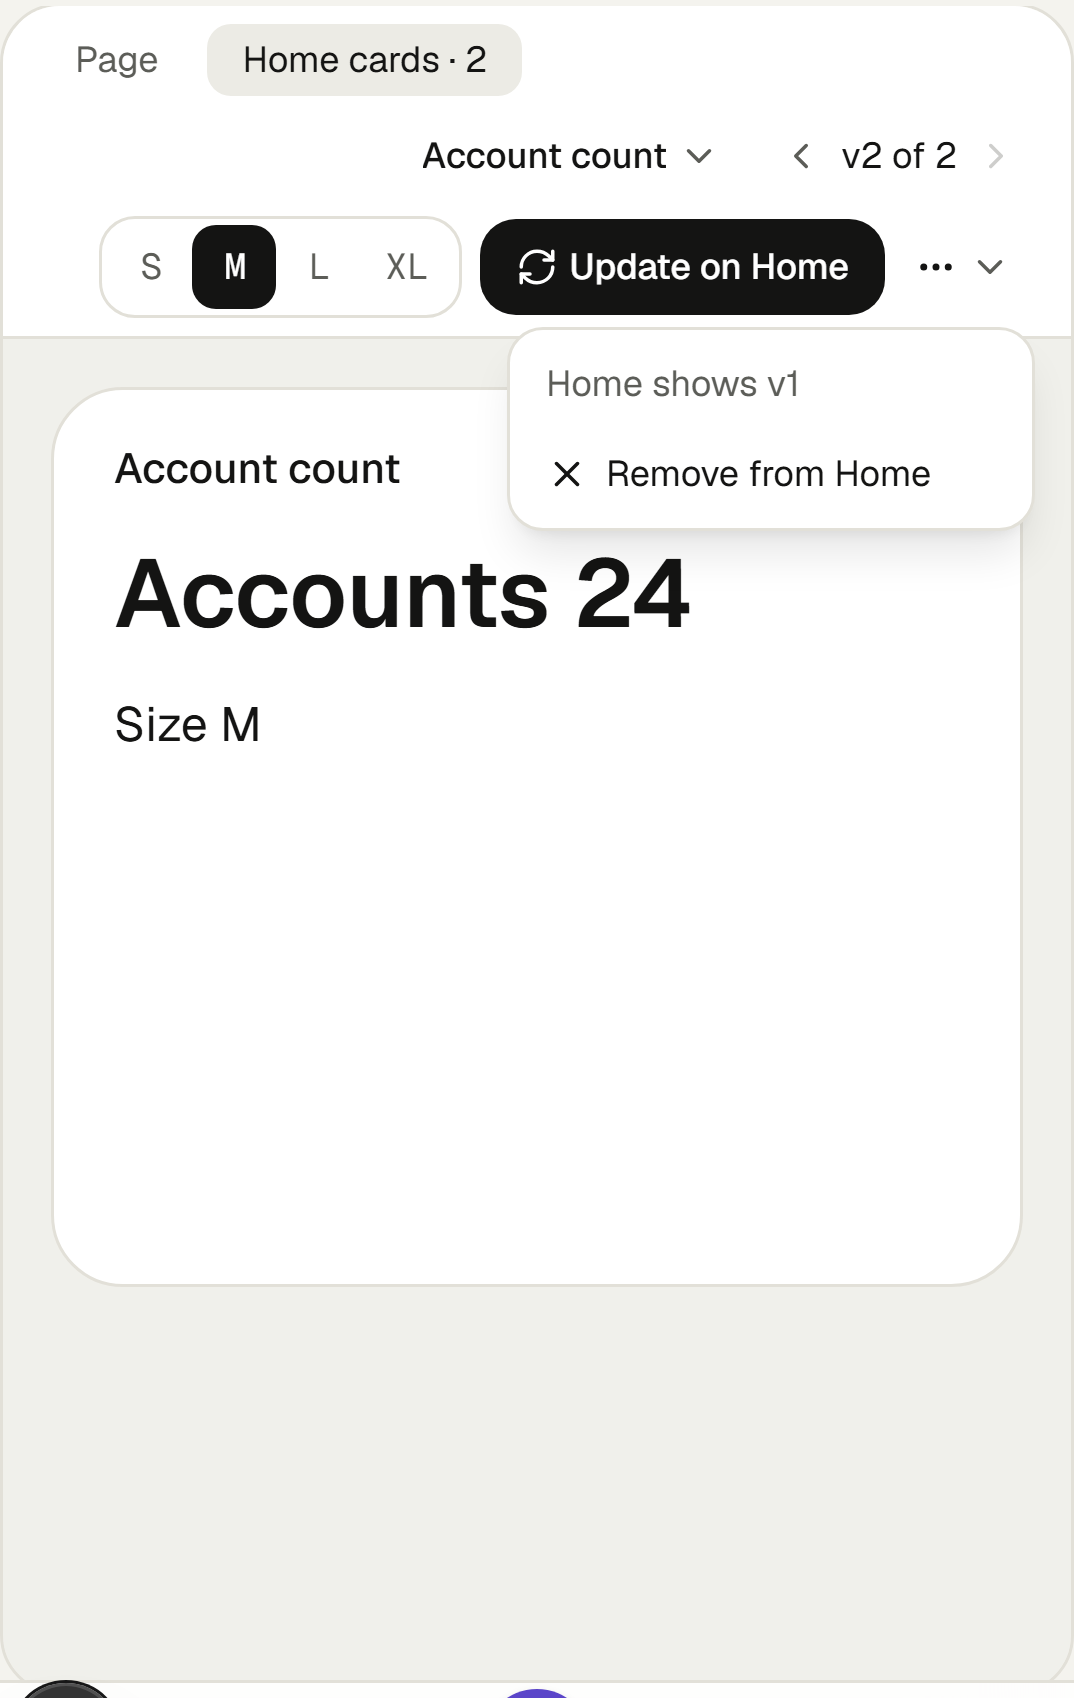 Page
Home cards · 2
Account count
v2 of 2
S M L XL
Update on Home
Home shows v1
Remove from Home
Account count
Accounts 24
Size M